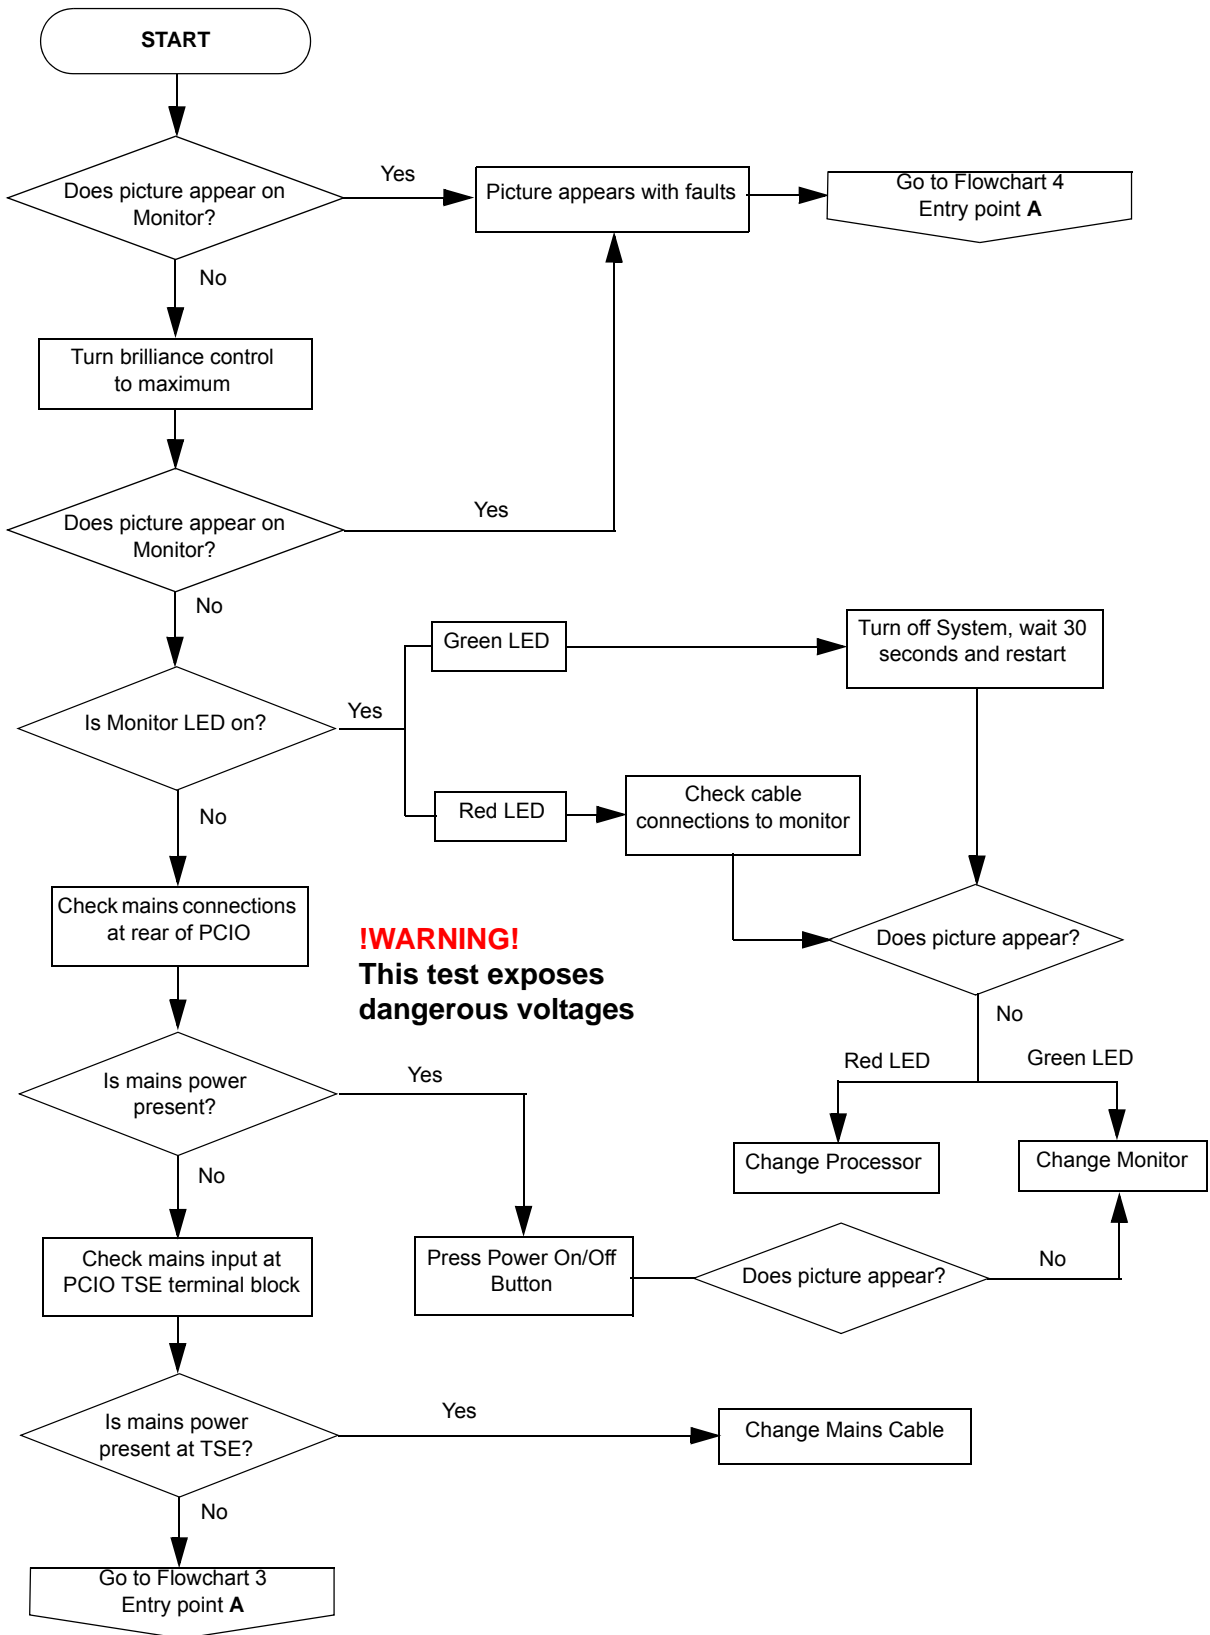 START
Does picture appear on
Monitor?
Yes
Picture appears with faults
Go to Flowchart 4
Entry point A
No
Turn brilliance control
to maximum
Does picture appear on
Monitor?
Yes
No
Is Monitor LED on?
Yes
Green LED
Turn off System, wait 30
seconds and restart
Red LED
Check cable
connections to monitor
No
Check mains connections
at rear of PCIO
!WARNING!
This test exposes
dangerous voltages
Does picture appear?
No
Red LED
Green LED
Change Processor
Change Monitor
Is mains power
present?
Yes
No
Press Power On/Off
Button
Does picture appear?
No
Check mains input at
PCIO TSE terminal block
Is mains power
present at TSE?
Yes
Change Mains Cable
No
Go to Flowchart 3
Entry point A